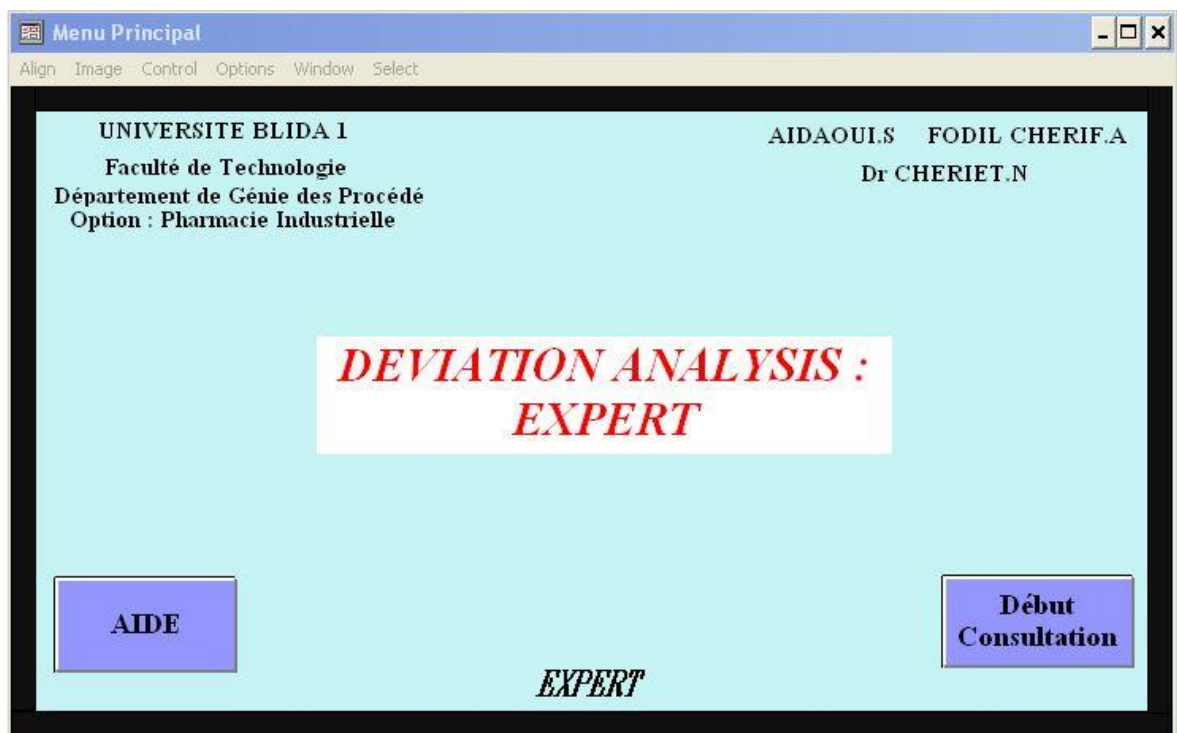 Menu Principal
Align Image Control Options Window Select
UNIVERSITE BLIDA 1
Faculté de Technologie
Département de Génie des Procédé
Option : Pharmacie Industrielle
AIDAOUI.S FODIL CHERIF.A
Dr CHERIET.N
DEVIATION ANALYSIS :
EXPERT
AIDE
Début
Consultation
EXPERT